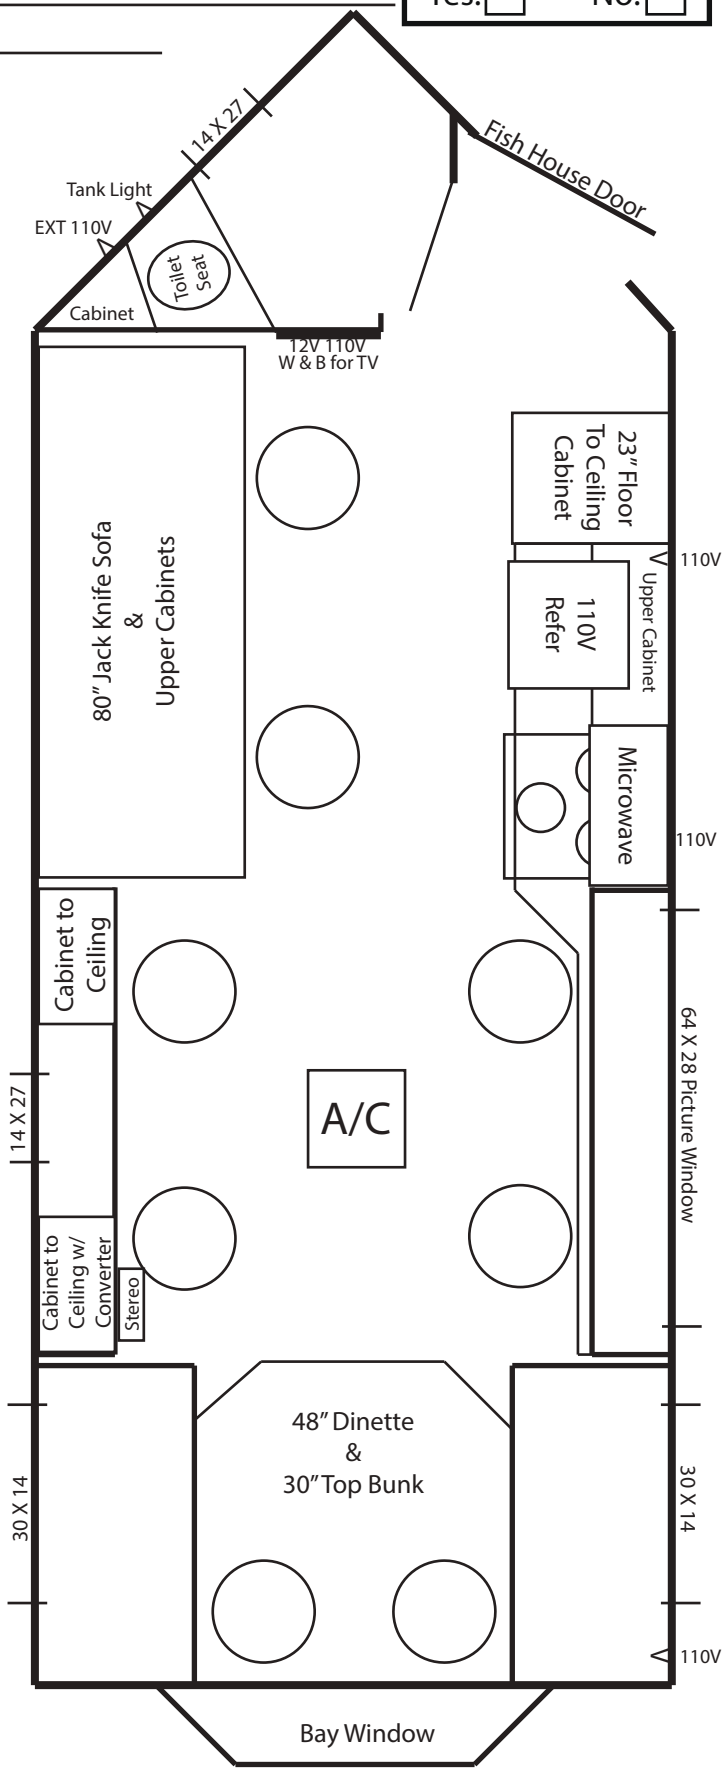 Yes:
No:
14 X 27
Fish House Door
Tank Light
EXT 110V
Toilet
Seat
Cabinet
12V 110V
W & B for TV
23” Floor
To Ceiling
Cabinet
110V
80” Jack Knife Sofa
&
Upper Cabinets
110V
Refer
Upper Cabinet
Microwave
110V
Cabinet to
Ceiling
64 X 28 Picture Window
14 X 27
A/C
Cabinet to
Ceiling w/
Converter
Stereo
48” Dinette
&
30” Top Bunk
30 X 14
30 X 14
110V
Bay Window